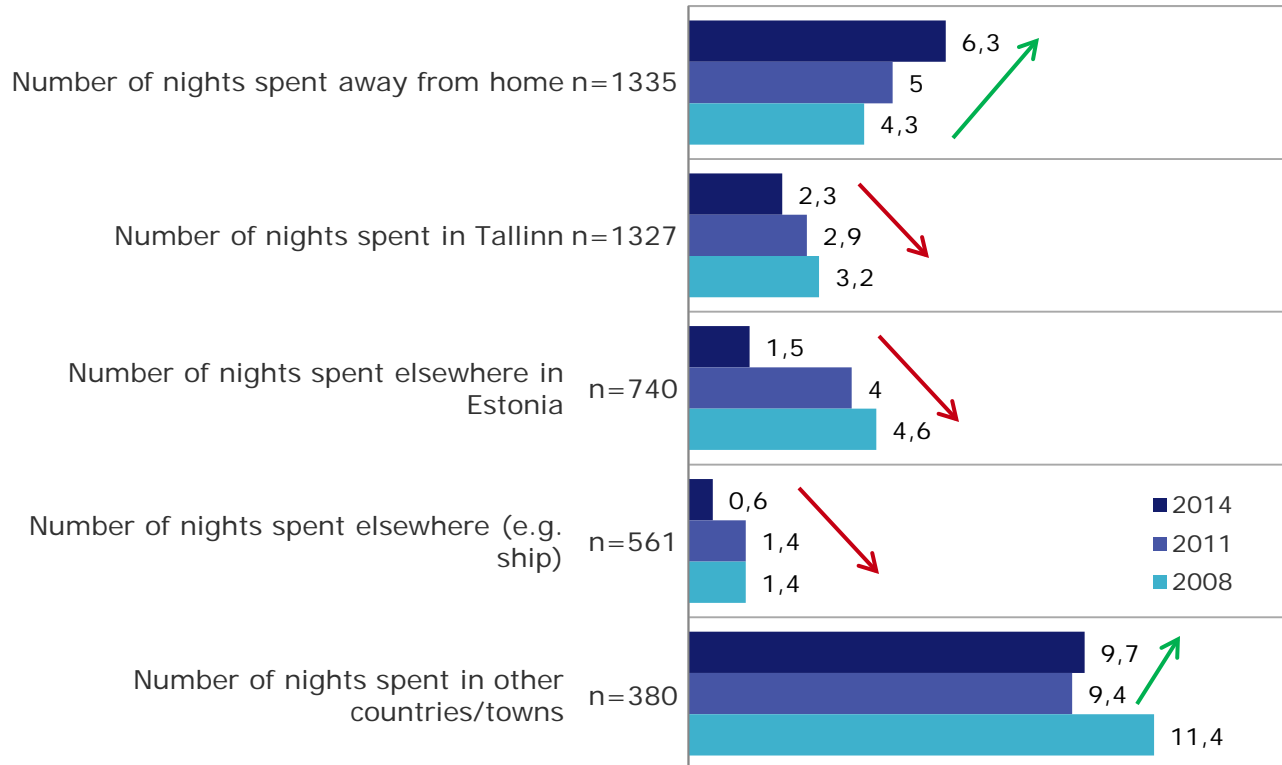 Number of nights spent away from home n=1335
6,3
5
4,3
Number of nights spent in Tallinn n=1327
2,3
2,9
3,2
Number of nights spent elsewhere in
Estonia
n=740
1,5
4
4,6
Number of nights spent elsewhere (e.g.
ship)
n=561
0,6
1,4
1,4
2014
2011
2008
Number of nights spent in other
countries/towns
n=380
9,7
9,4
11,4